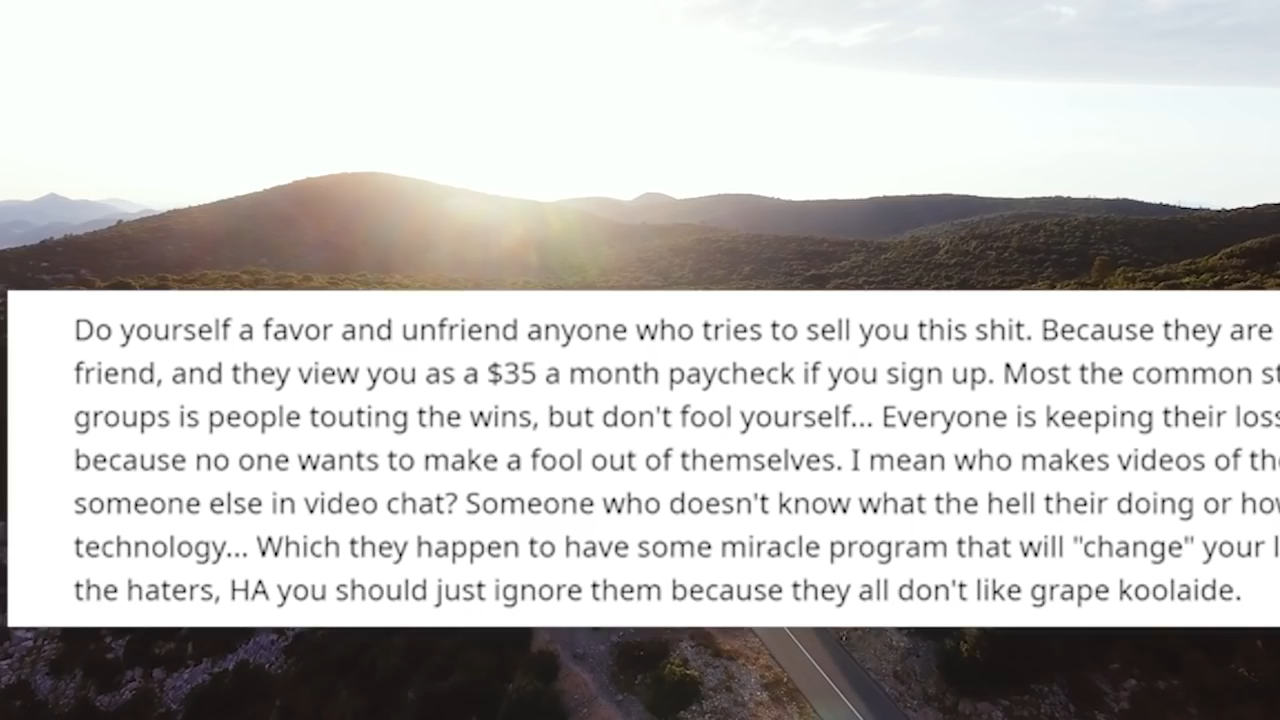 Do yourself a favor and unfriend anyone who tries to sell you this shit. Because they are
friend, and they view you as a $35 a month paycheck if you sign up. Most the common
groups is people touting the wins, but don't fool yourself... Everyone is keeping their
because no one wants to make a fool out of themselves. I mean who makes videos of
someone else in video chat? Someone who doesn't know what the hell their doing or
technology... Which they happen to have some miracle program that will "change" your
the haters, HA you should just ignore them because they all don't like grape koolaide.